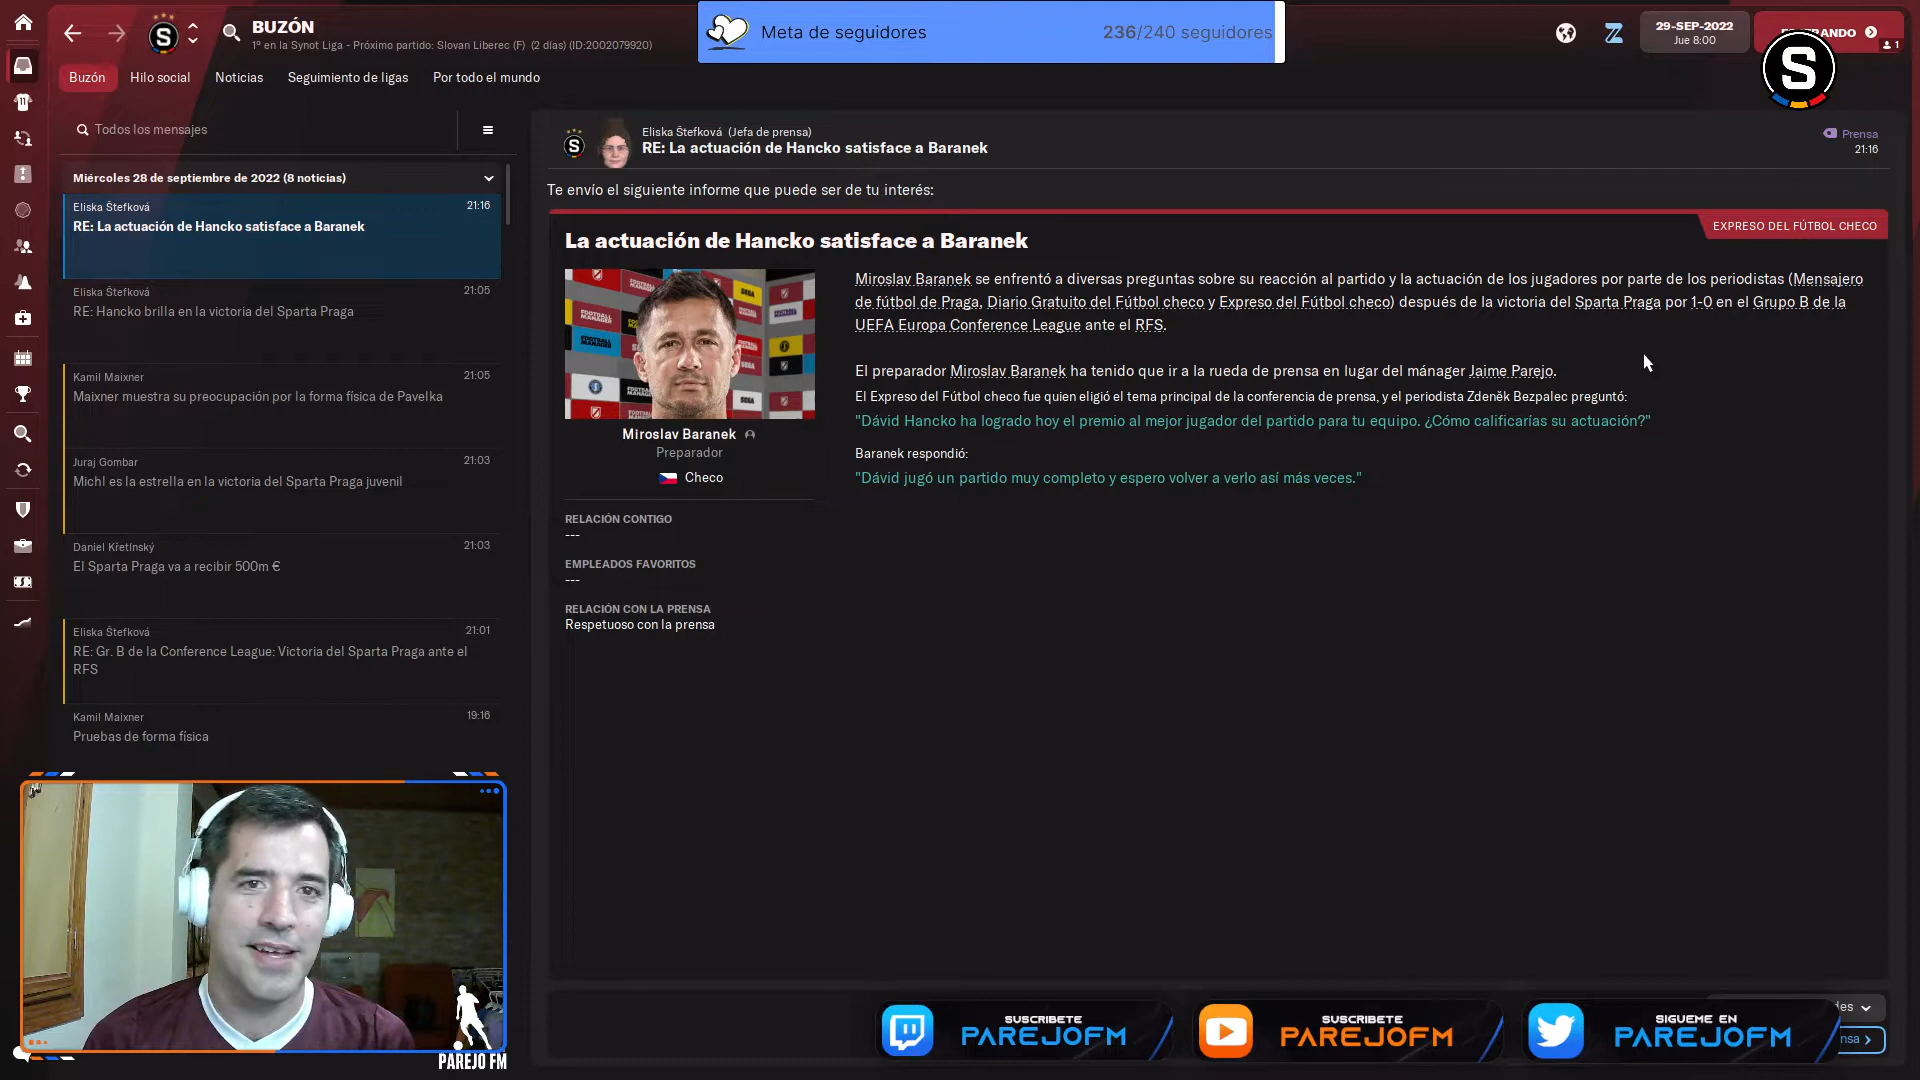 BUZÓN
1º en la Synot Liga - Próximo partido: Slovan Liberec (F) (2 días) (ID:2002079920)
Meta de seguidores
236/240 seguidores
29-SEP-2022
Jue 8:00
RANDO
1
S
Buzón
Hilo social
Noticias
Seguimiento de ligas
Por todo el mundo
Todos los mensajes
Miércoles 28 de septiembre de 2022 (8 noticias)
Eliska Štefková
21:16
RE: La actuación de Hancko satisface a Baranek
Eliska Štefková
21:05
RE: Hancko brilla en la victoria del Sparta Praga
Kamil Maixner
21:05
Maixner muestra su preocupación por la forma física de Pavelka
Juraj Gombar
21:03
Michl es la estrella en la victoria del Sparta Praga juvenil
Daniel Křetínský
21:03
El Sparta Praga va a recibir 500m €
Eliska Štefková
21:01
RE: Gr. B de la Conference League: Victoria del Sparta Praga ante el
RFS
Kamil Maixner
19:16
Pruebas de forma física
Eliska Štefková (Jefa de prensa)
RE: La actuación de Hancko satisface a Baranek
Prensa
21:16
Te envío el siguiente informe que puede ser de tu interés:
EXPRESO DEL FÚTBOL CHECO
La actuación de Hancko satisface a Baranek
Miroslav Baranek se enfrentó a diversas preguntas sobre su reacción al partido y la actuación de los jugadores por parte de los periodistas (Mensajero
de fútbol de Praga, Diario Gratuito del Fútbol checo y Expreso del Fútbol checo) después de la victoria del Sparta Praga por 1-0 en el Grupo B de la
UEFA Europa Conference League ante el RFS.
El preparador Miroslav Baranek ha tenido que ir a la rueda de prensa en lugar del mánager Jaime Parejo.
El Expreso del Fútbol checo fue quien eligió el tema principal de la conferencia de prensa, y el periodista Zdeněk Bezpalec preguntó:
"Dávid Hancko ha logrado hoy el premio al mejor jugador del partido para tu equipo. ¿Cómo calificarías su actuación?"
Baranek respondió:
"Dávid jugó un partido muy completo y espero volver a verlo así más veces."
Miroslav Baranek
Preparador
Checo
RELACIÓN CONTIGO
---
EMPLEADOS FAVORITOS
---
RELACIÓN CON LA PRENSA
Respetuoso con la prensa
PAREJO FM
SUSCRIBETE
PAREJOFM
SUSCRIBETE
PAREJOFM
SIGUEME EN
PAREJOFM
des
nsa